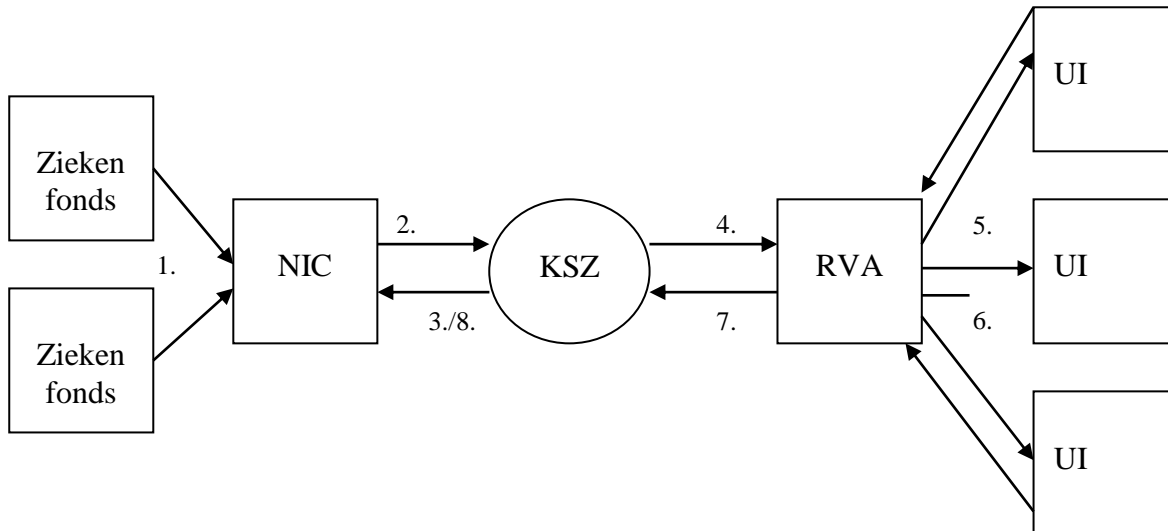 UI
Zieken
fonds
1.
NIC
2.
3./8.
KSZ
4.
7.
RVA
5.
UI
6.
Zieken
fonds
UI